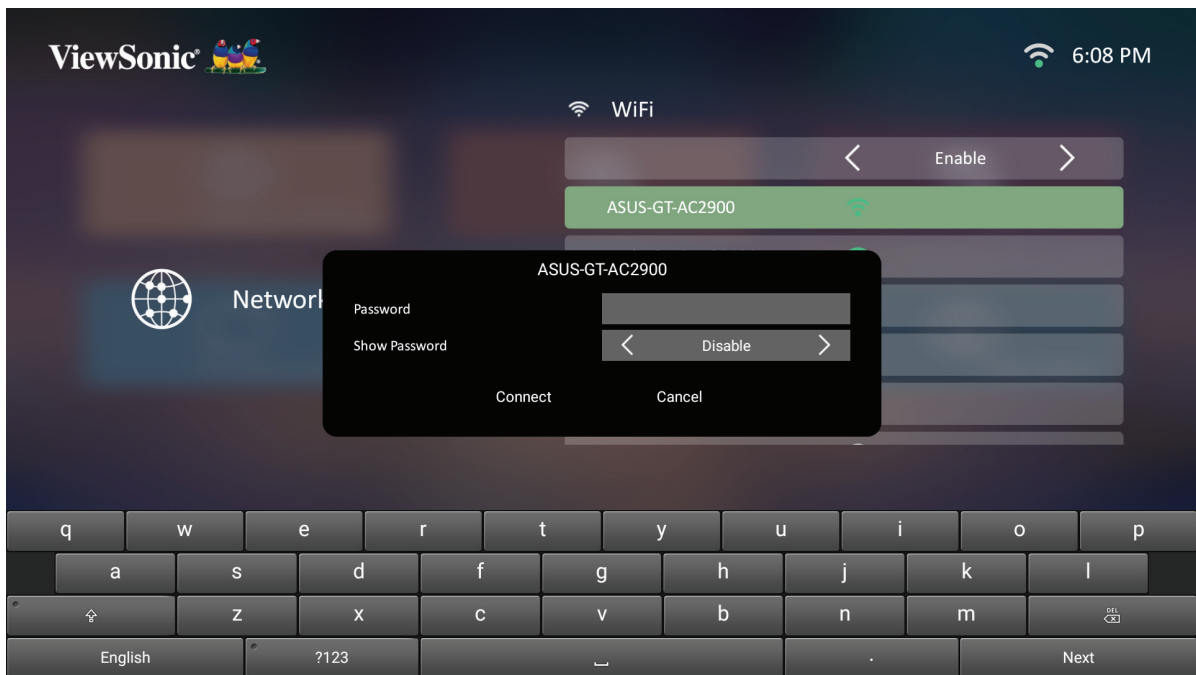 ViewSonic®
6:08 PM
WiFi
Enable
ASUS-GT-AC2900
ASUS-GT-AC2900
Network
Password
Show Password
Disable
Connect
Cancel
q w e r t y u i o p
a s d f g h j k l
z x c v b n m DEL
English ?123 . Next